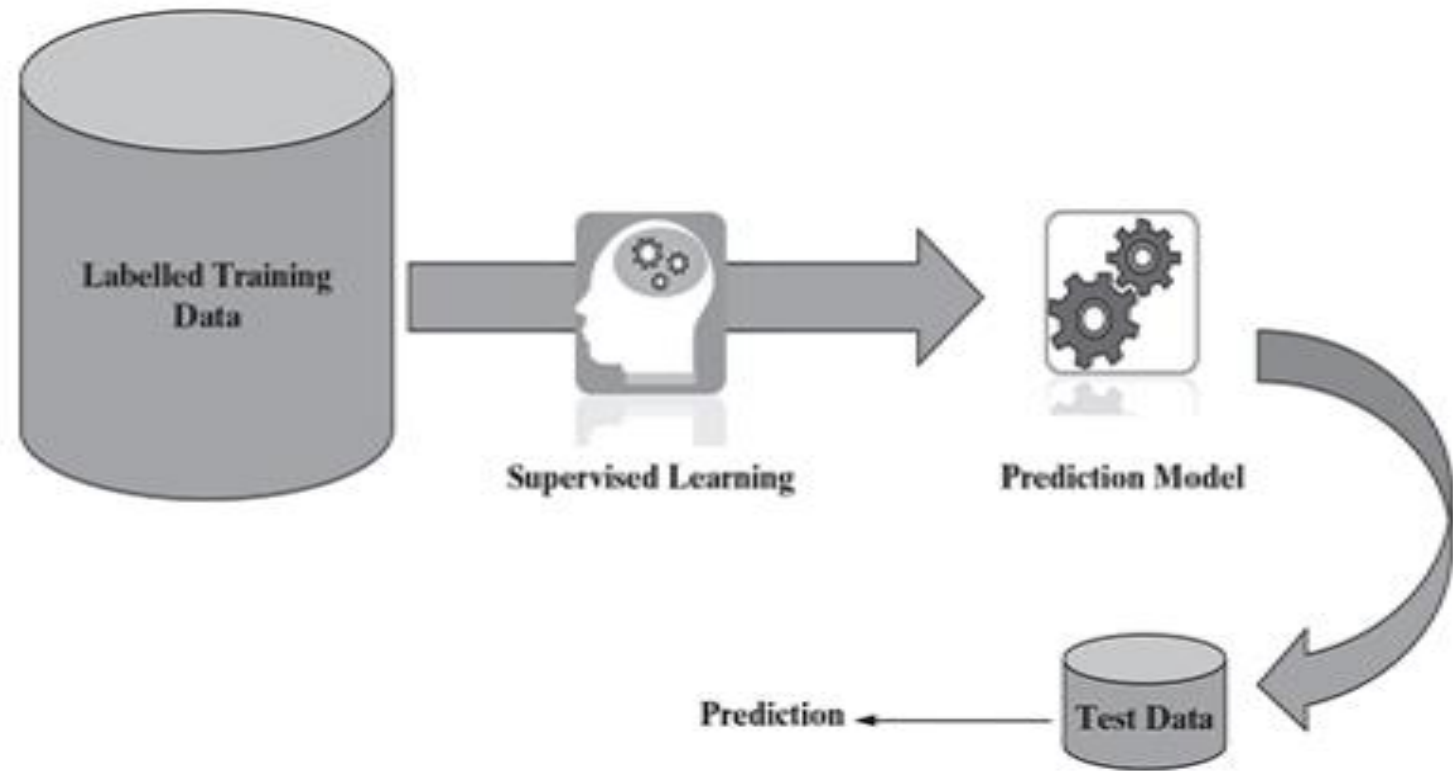 Labelled Training
Data
Supervised Learning
Prediction Model
Prediction
Test Data